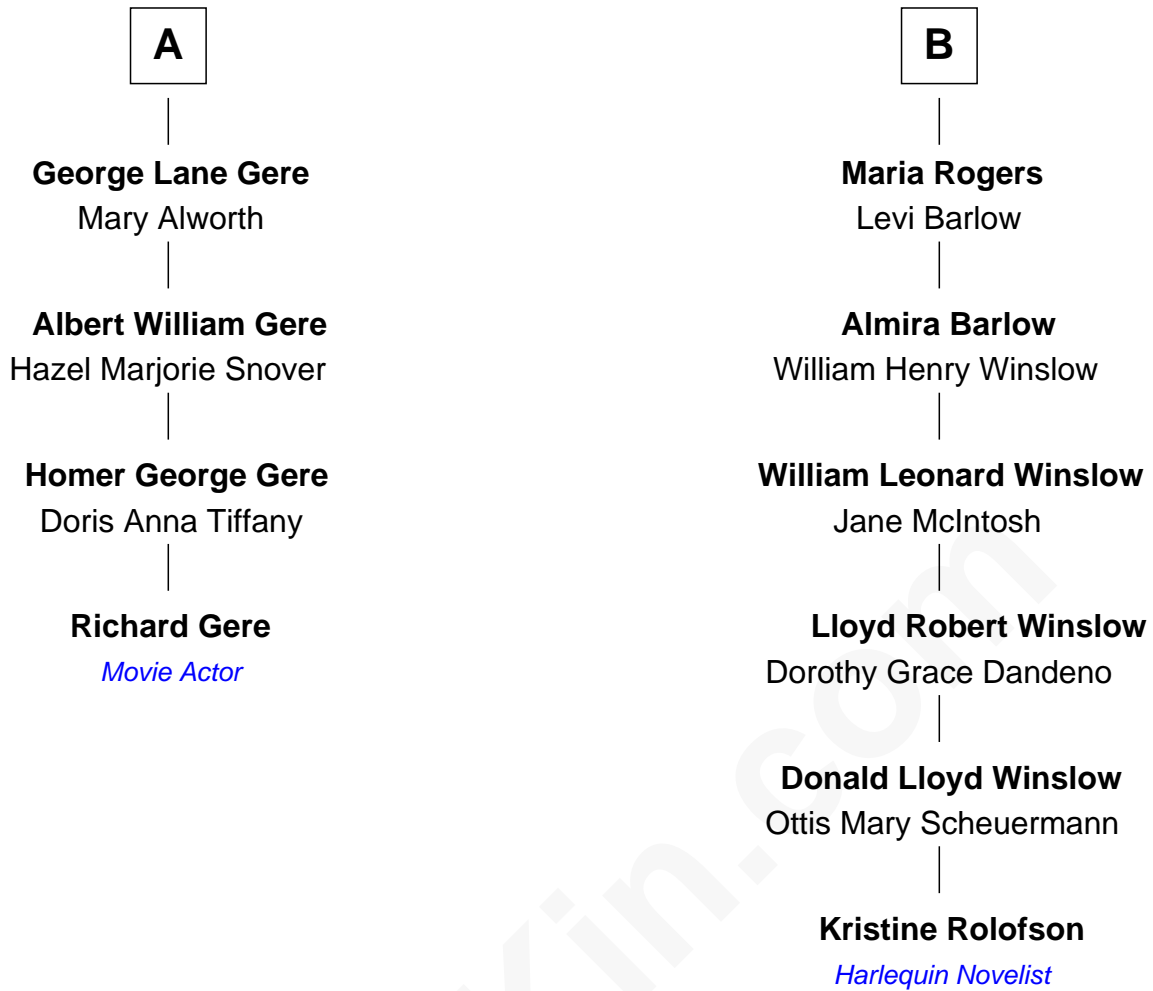 A
George Lane Gere
Mary Alworth
Albert William Gere
Hazel Marjorie Snover
Homer George Gere
Doris Anna Tiffany
Richard Gere
Movie Actor
B
Maria Rogers
Levi Barlow
Almira Barlow
William Henry Winslow
William Leonard Winslow
Jane McIntosh
Lloyd Robert Winslow
Dorothy Grace Dandeno
Donald Lloyd Winslow
Ottis Mary Scheuermann
Kristine Rolofson
Harlequin Novelist
Kin.com